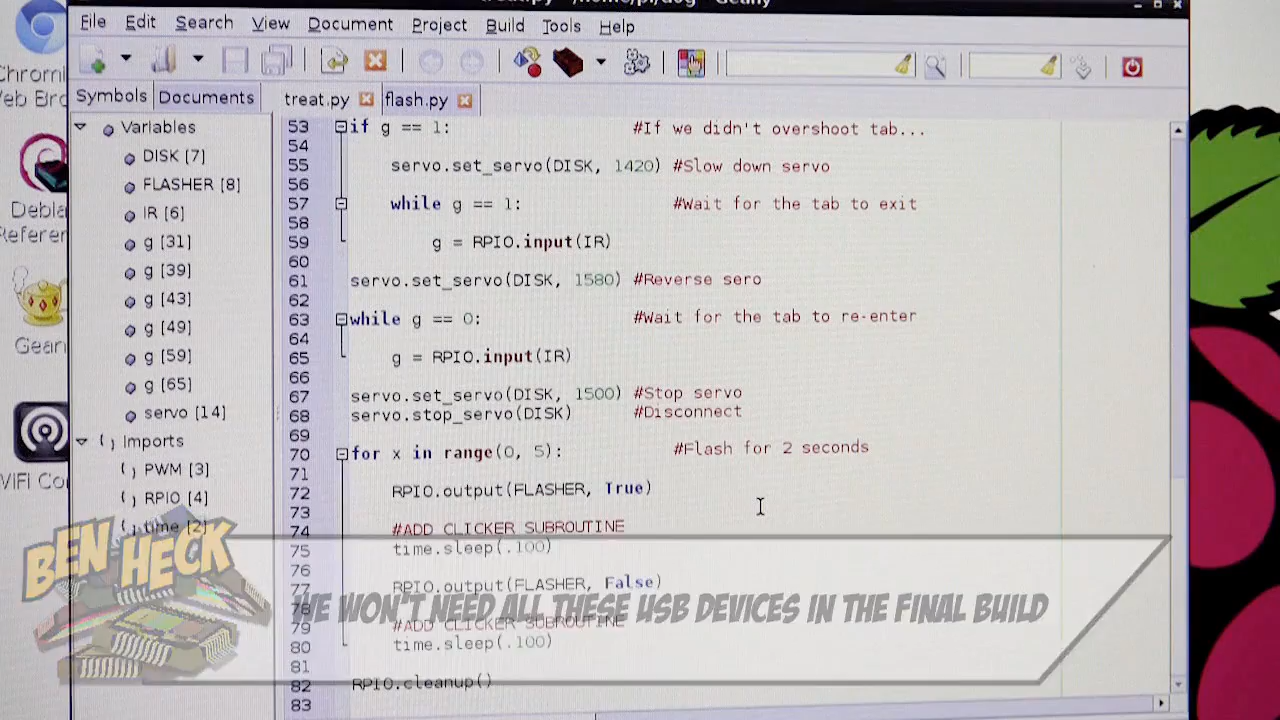 File Edit Search View Document Project Build Tools Help
Symbols Documents treat.py flash.py
Variables
DISK [7]
FLASHER [8]
IR [6]
g [31]
g [39]
g [43]
g [49]
g [59]
g [65]
servo [14]
Imports
PWM [3]
RPIO [4]
time [2]
53 if g == 1: #If we didn't overshoot tab...
54
55 servo.set_servo(DISK, 1420) #Slow down servo
56
57 while g == 1: #Wait for the tab to exit
58
59 g = RPIO.input(IR)
60
61 servo.set_servo(DISK, 1580) #Reverse sero
62
63 while g == 0: #Wait for the tab to re-enter
64
65 g = RPIO.input(IR)
66
67 servo.set_servo(DISK, 1500) #Stop servo
68 servo.stop_servo(DISK) #Disconnect
69
70 for x in range(0, 5): #Flash for 2 seconds
71
72 RPIO.output(FLASHER, True)
73
74 #ADD CLICKER SUBROUTINE
75 time.sleep(.100)
76
77 RPIO.output(FLASHER, False)
78
79 #ADD CLICKER SUBROUTINE
80 time.sleep(.100)
81
82 RPIO.cleanup()
83
BEN HECK
WE WON'T NEED ALL THESE USB DEVICES IN THE FINAL BUILD